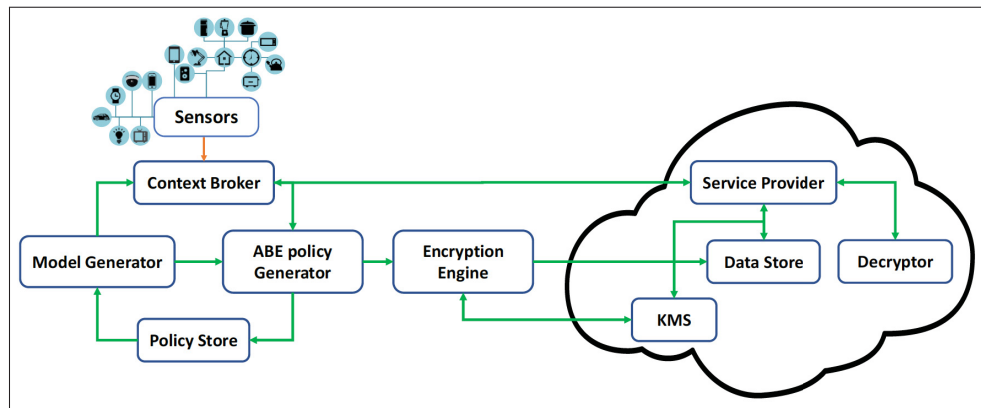 Sensors
Context Broker
Service Provider
Model Generator
ABE policy
Generator
Encryption
Engine
Data Store
Decryptor
Policy Store
KMS